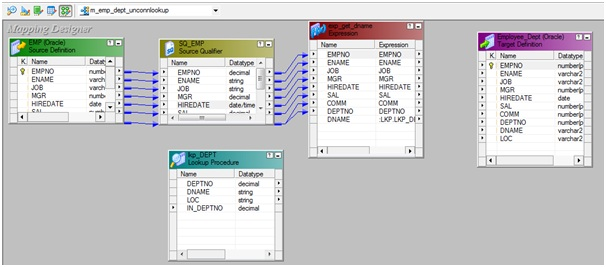 m_emp_dept_unconnlookup
Mapping Designer
EMP (Oracle)
Source Definition
K Name Dataty
EMPNO numbe
ENAME varcha
JOB varcha
MGR numbe
HIREDATE date
SAL numbe
SQ_EMP
Source Qualifier
Name Datatype
EMPNO decimal
ENAME string
JOB string
MGR decimal
HIREDATE date/time
SAL decimal
exp_get_dname
Expression
Name Expression
EMPNO EMPNO
ENAME ENAME
JOB JOB
MGR MGR
HIREDATE HIREDATE
SAL SAL
COMM COMM
DEPTNO DEPTNO
DNAME :LKP.LKP_DE
Employee_Dept (Oracle)
Target Definition
K Name Datatype
EMPNO number(p
ENAME varchar2
JOB varchar2
MGR number(p
HIREDATE date
SAL number(p
COMM number(p
DEPTNO number(p
DNAME varchar2
LOC varchar2
lkp_DEPT
Lookup Procedure
Name Datatype
DEPTNO decimal
DNAME string
LOC string
IN_DEPTNO decimal